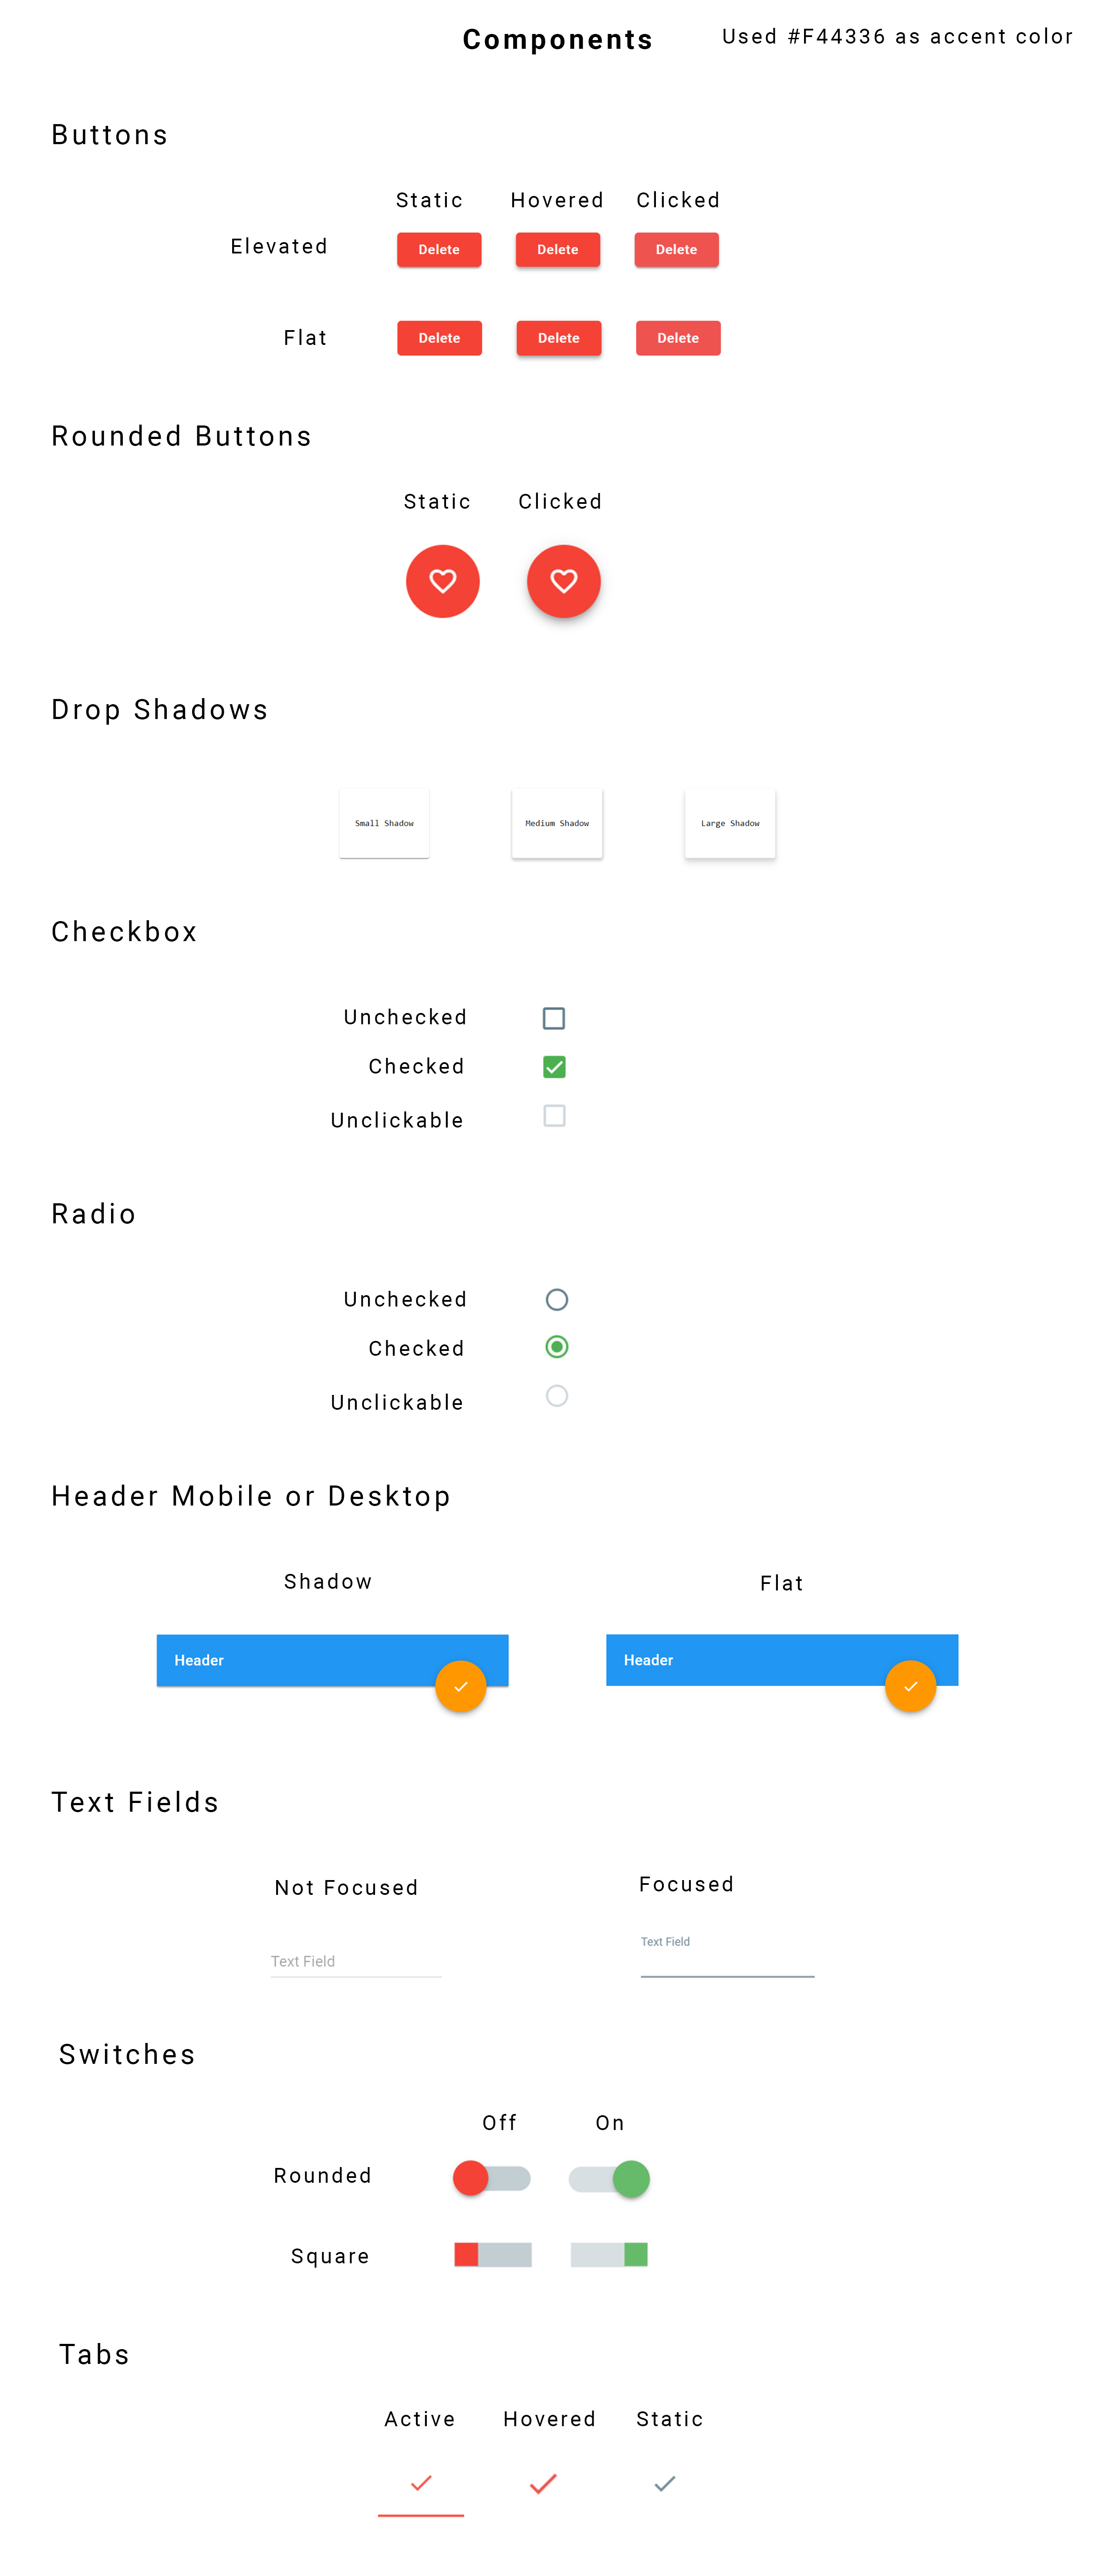 Components
Used #F44336 as accent color
Buttons
Static Hovered Clicked
Elevated Delete Delete Delete
Flat Delete Delete Delete
Rounded Buttons
Static Clicked
Drop Shadows
Small Shadow Medium Shadow Large Shadow
Checkbox
Unchecked
Checked
Unclickable
Radio
Unchecked
Checked
Unclickable
Header Mobile or Desktop
Shadow Flat
Header Header
Text Fields
Not Focused Focused
Text Field Text Field
Switches
Off On
Rounded
Square
Tabs
Active Hovered Static